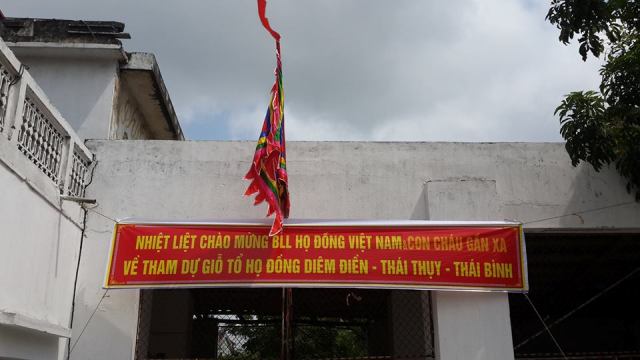 NHIỆT LIỆT CHÀO MỪNG BLL HỌ ĐỒNG VIỆT NAM & CON CHÁU GẦN XA
VỀ THAM DỰ GIỖ TỔ HỌ ĐỒNG DIÊM ĐIỀN - THÁI THỤY - THÁI BÌNH